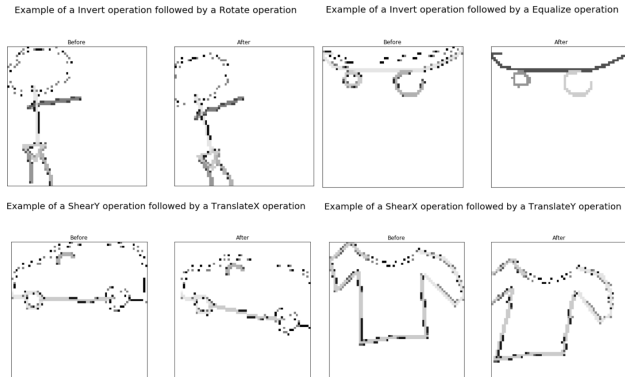 Example of a Invert operation followed by a Rotate operation
Example of a Invert operation followed by a Equalize operation
Before
After
Before
After
Example of a ShearY operation followed by a TranslateX operation
Example of a ShearX operation followed by a TranslateY operation
Before
After
Before
After